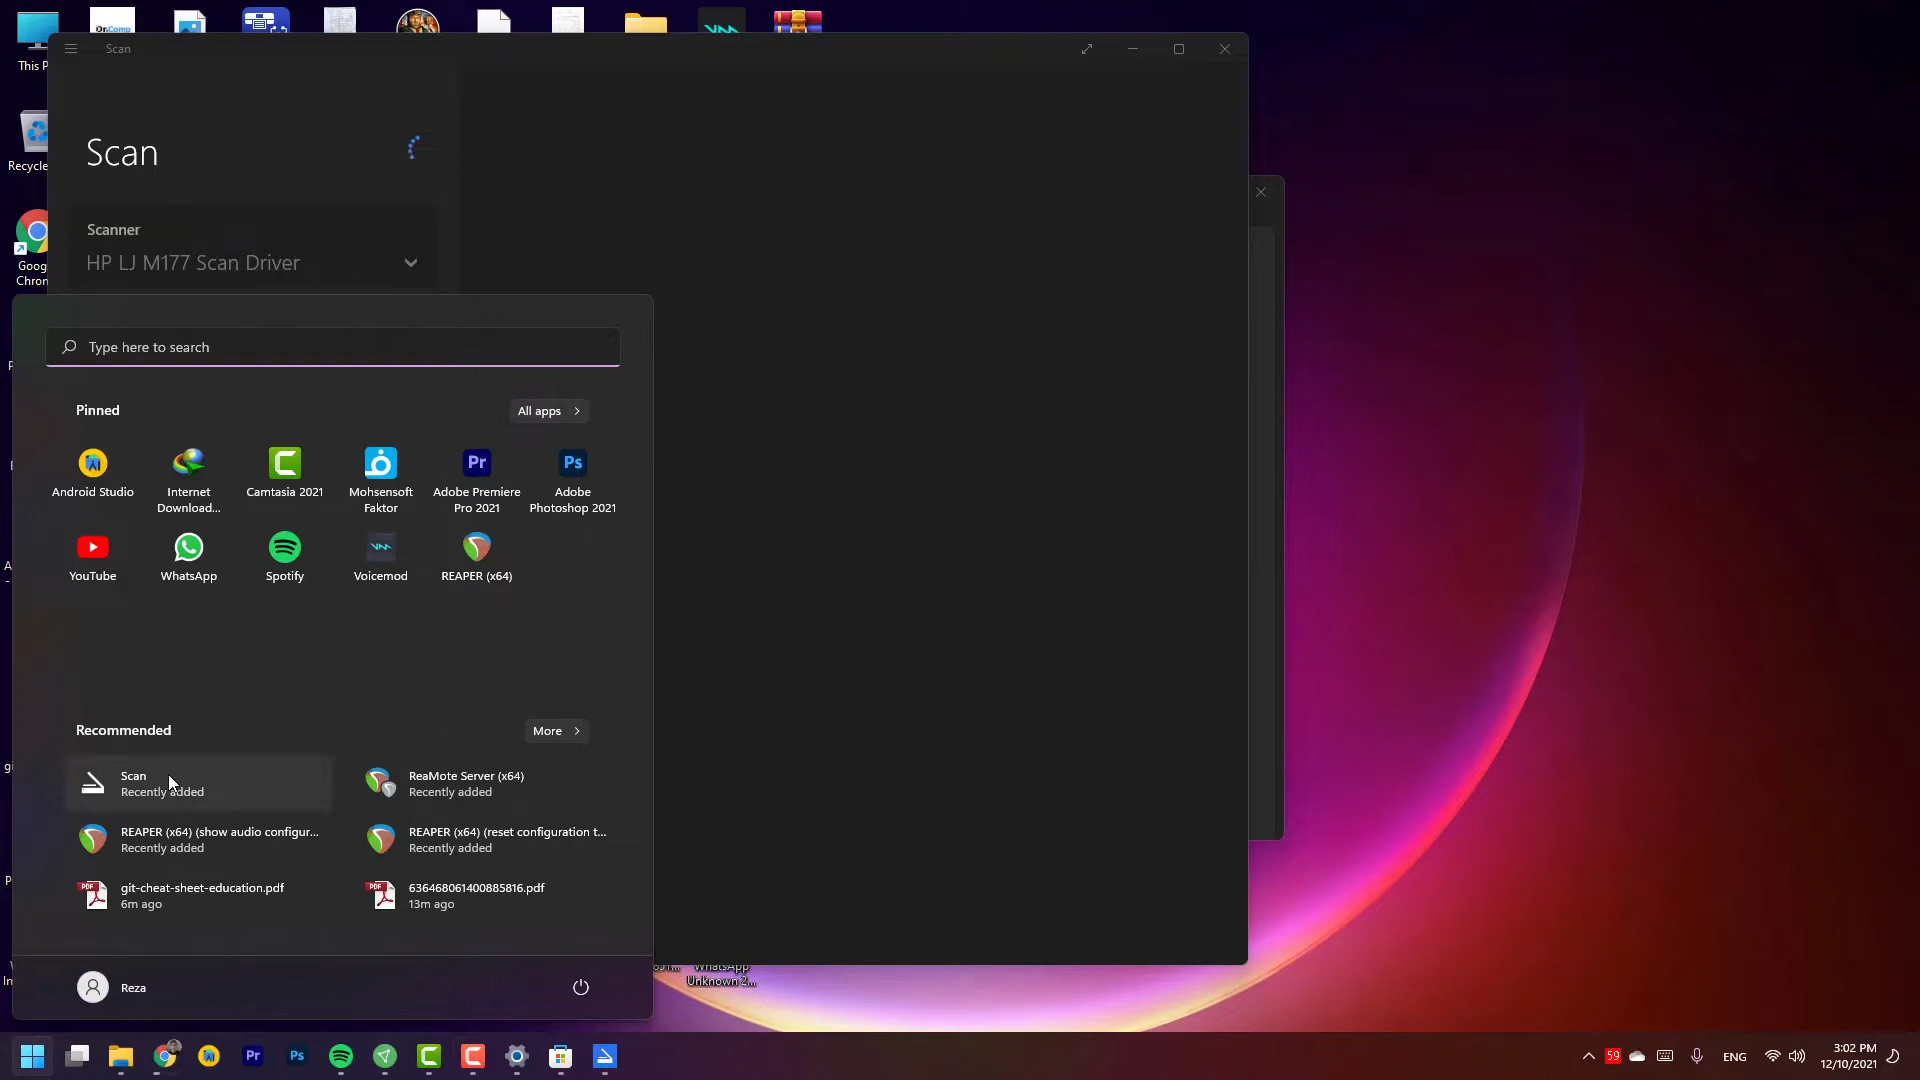 Dr.Comp
This P
Recycle
Goog
Chron
Scan
Scan
Scanner
HP LJ M177 Scan Driver
Type here to search
Pinned
All apps
Android Studio
Internet
Download...
Camtasia 2021
Mohsensoft
Faktor
Adobe Premiere
Pro 2021
Adobe
Photoshop 2021
YouTube
WhatsApp
Spotify
Voicemod
REAPER (x64)
Recommended
More
Scan
Recently added
ReaMote Server (x64)
Recently added
REAPER (x64) (show audio configur...
Recently added
REAPER (x64) (reset configuration t...
Recently added
git-cheat-sheet-education.pdf
6m ago
636468061400885816.pdf
13m ago
WhatsApp
Unknown 2...
Reza
59
ENG
3:02 PM
12/10/2021